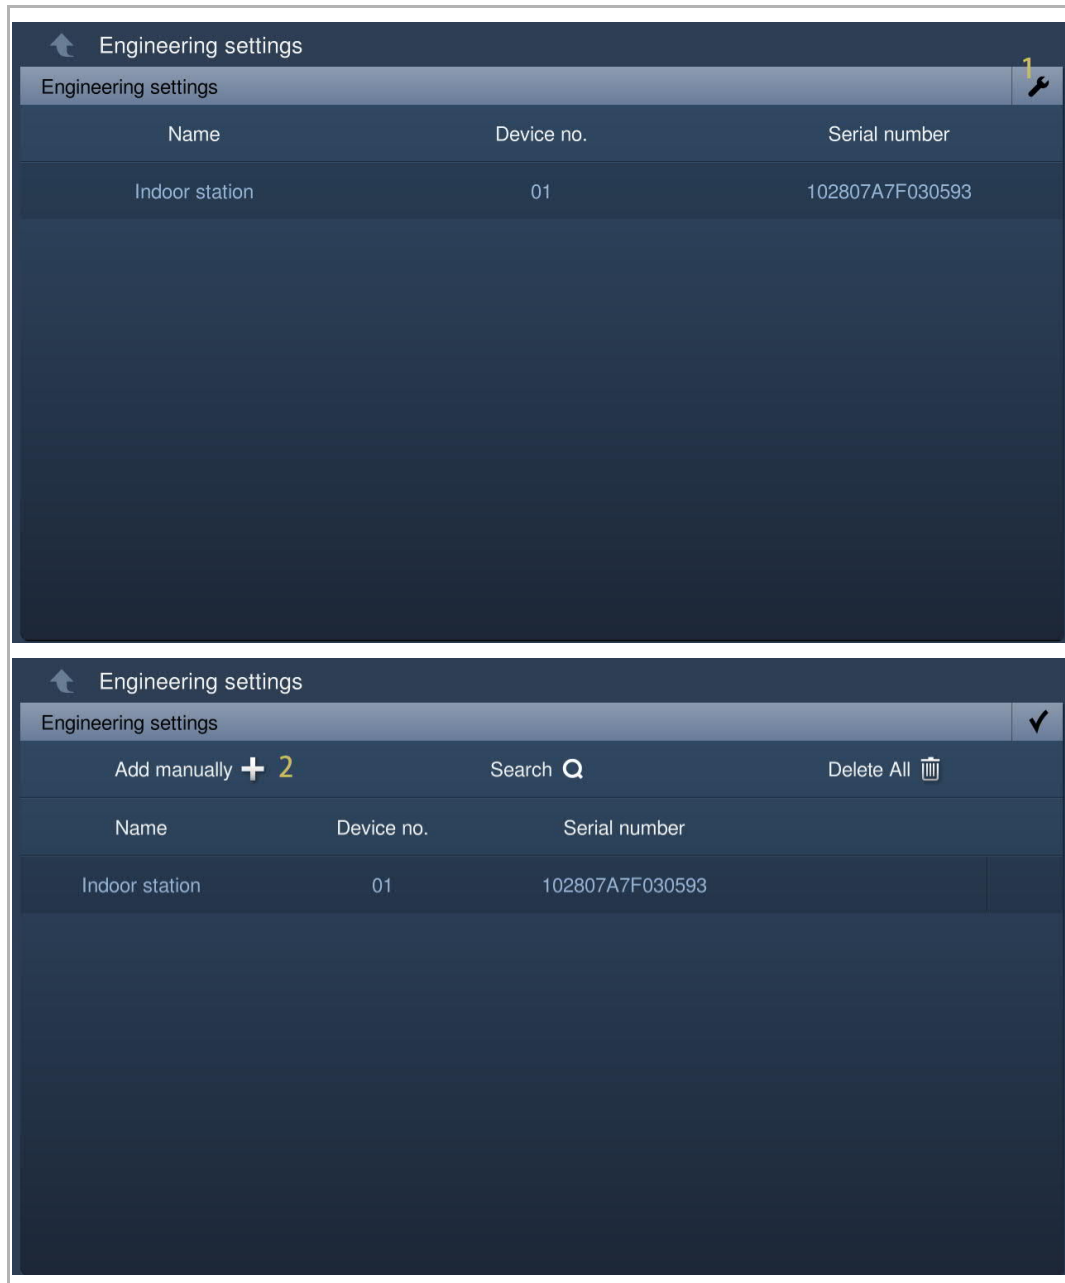 Engineering settings
1
Engineering settings
Name Device no. Serial number
Indoor station 01 102807A7F030593
Engineering settings
Engineering settings
Add manually 2 Search Delete All
Name Device no. Serial number
Indoor station 01 102807A7F030593